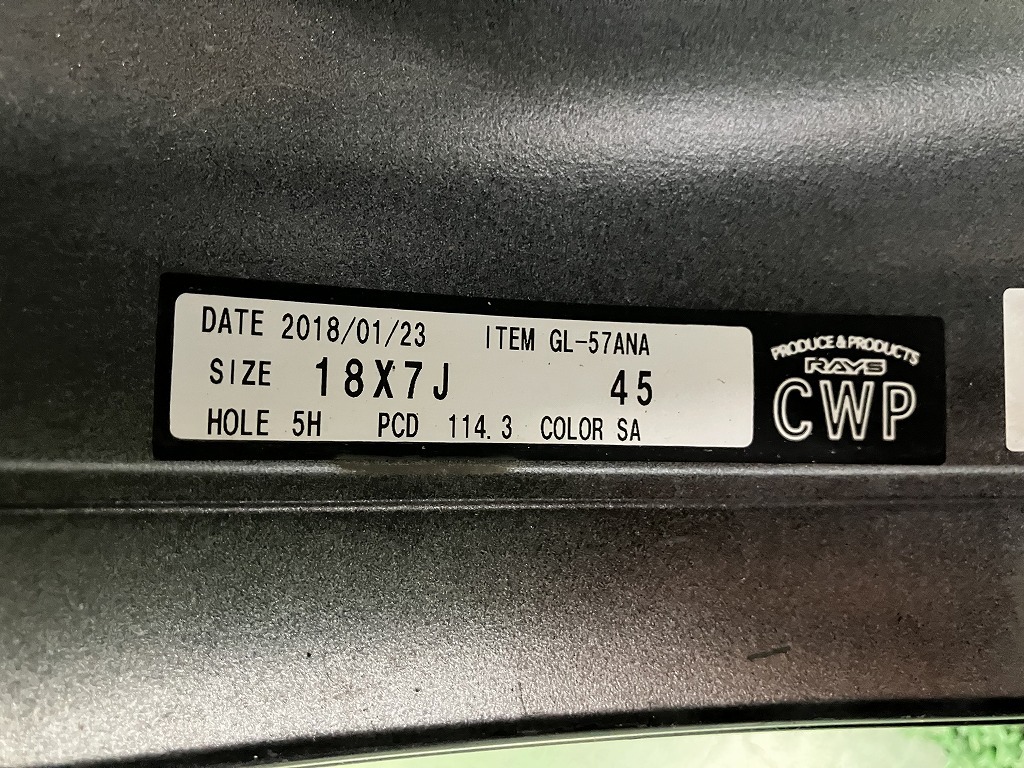 DATE 2018/01/23 ITEM GL-57ANA
SIZE 18X7J 45
HOLE 5H PCD 114.3 COLOR SA
PRODUCE & PRODUCTS
RAYS
CWP